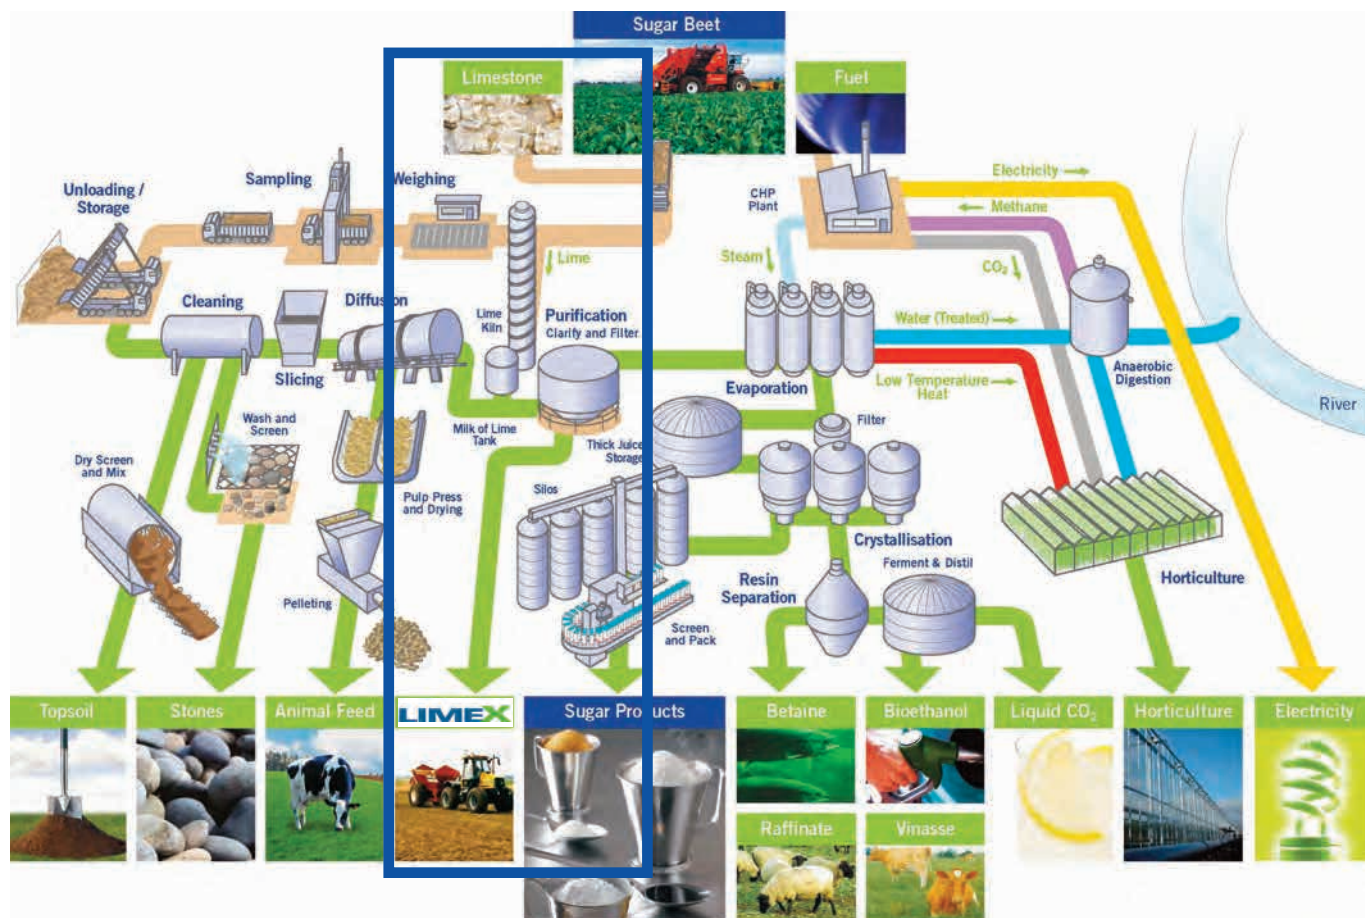 Sugar Beet
Limestone
Fuel
Unloading /
Storage
Sampling
Weighing
CHP
Plant
Electricity
Methane
Lime
Steam
CO₂
Cleaning
Diffusion
Lime
Kiln
Purification
Clarify and Filter
Water (Treated)
Slicing
Evaporation
Low Temperature
Heat
Anaerobic
Digestion
River
Wash and
Screen
Milk of Lime
Tank
Thick Juice
Storage
Filter
Dry Screen
and Mix
Pulp Press
and Drying
Silos
Crystallisation
Ferment & Distil
Resin
Separation
Horticulture
Pelleting
Screen
and Pack
Topsoil
Stones
Animal Feed
LIMEX
Sugar Products
Betaine
Bioethanol
Liquid CO₂
Horticulture
Electricity
Raffinate
Vinasse